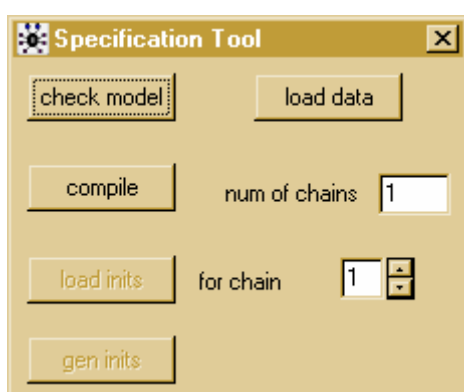 Specification Tool
check model load data
compile num of chains 1
load inits for chain 1
gen inits